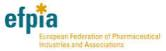 efpia
European Federation of Pharmaceutical
Industries and Associations